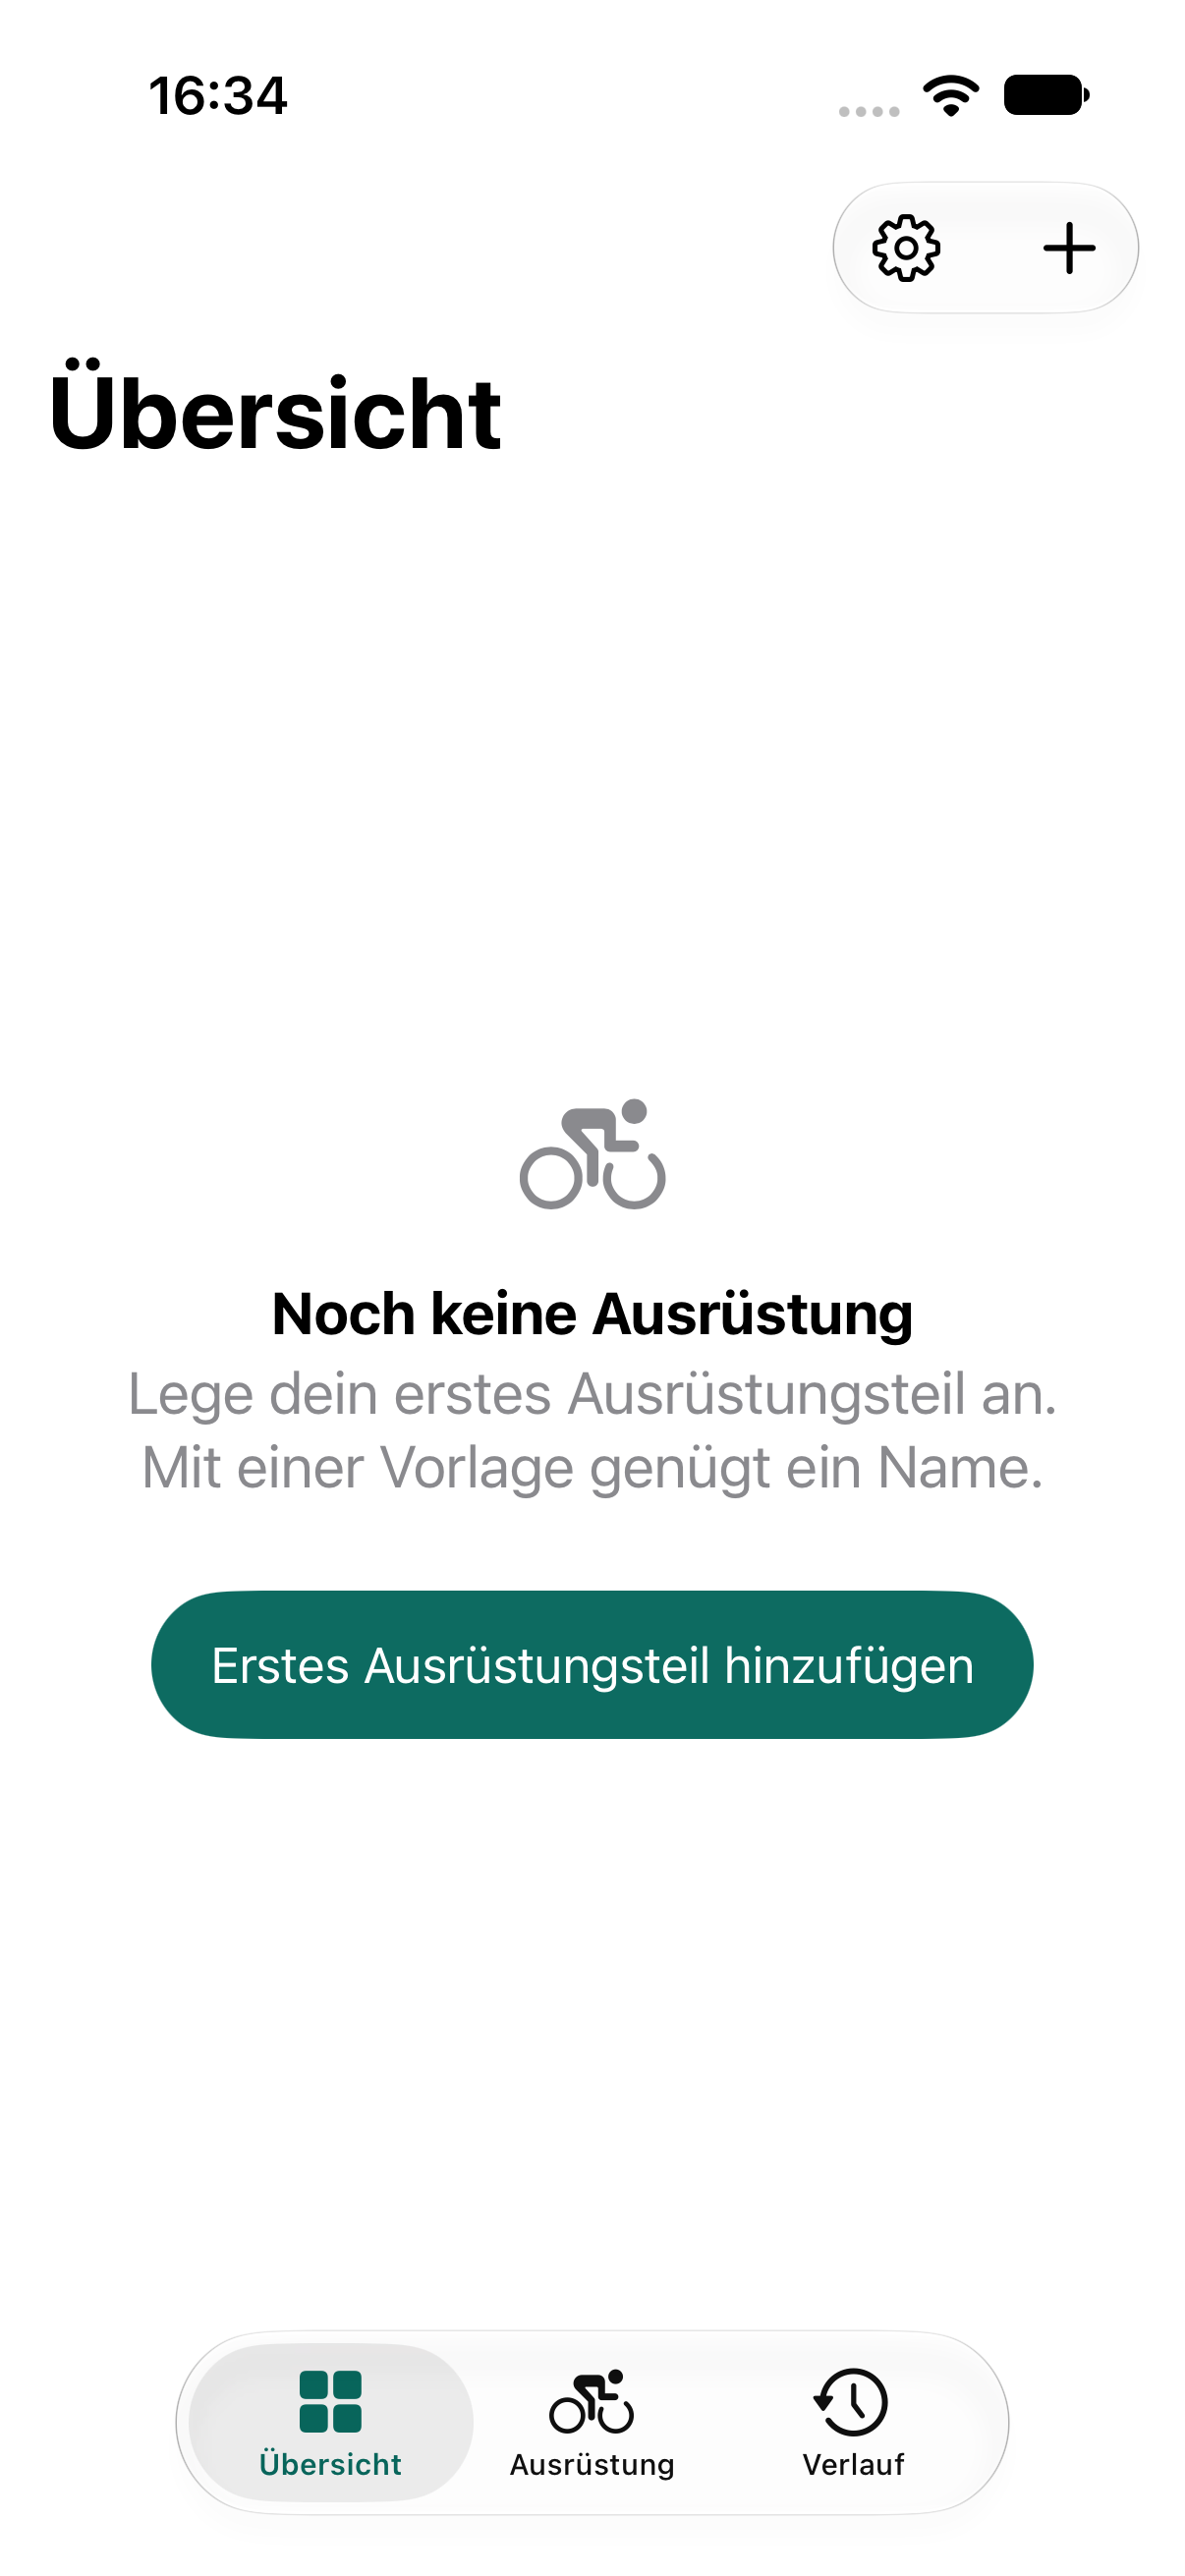 16:34
Übersicht
Noch keine Ausrüstung
Lege dein erstes Ausrüstungsteil an.
Mit einer Vorlage genügt ein Name.
Erstes Ausrüstungsteil hinzufügen
Übersicht
Ausrüstung
Verlauf